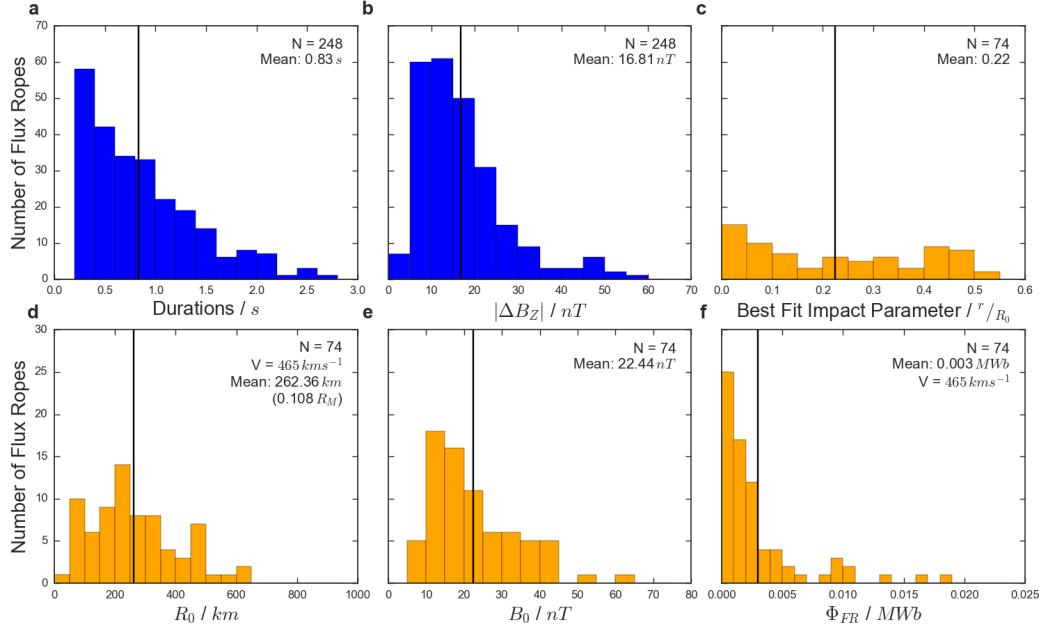 a
b
c
70
60
50
40
30
20
10
0
Number of Flux Ropes
N = 248
Mean: 0.83 s
N = 248
Mean: 16.81 nT
N = 74
Mean: 0.22
0.0 0.5 1.0 1.5 2.0 2.5 3.0
0 10 20 30 40 50 60 70
0.0 0.1 0.2 0.3 0.4 0.5 0.6
Durations / s
|ΔB_Z| / nT
Best Fit Impact Parameter / r/R_0
d
e
f
30
25
20
15
10
5
0
Number of Flux Ropes
N = 74
V = 465 kms⁻¹
Mean: 262.36 km
(0.108 R_M)
N = 74
Mean: 22.44 nT
N = 74
Mean: 0.003 MWb
V = 465 kms⁻¹
0 200 400 600 800 1000
0 10 20 30 40 50 60 70 80
0.000 0.005 0.010 0.015 0.020 0.025
R_0 / km
B_0 / nT
Φ_FR / MWb